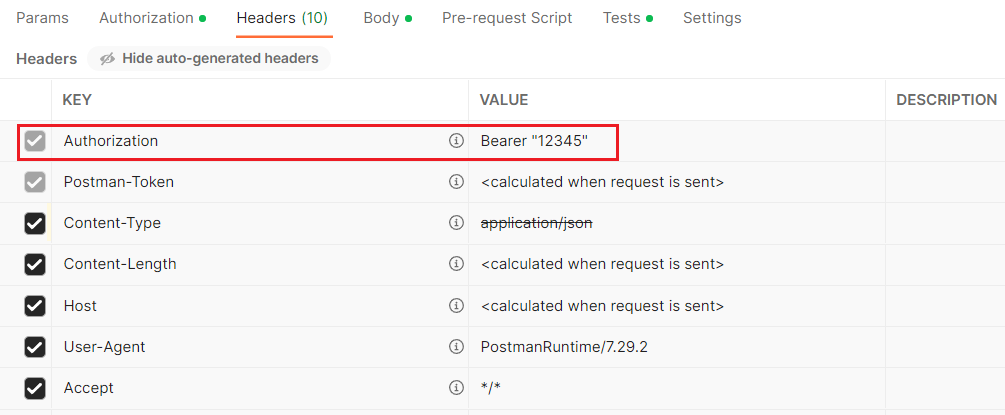 Params Authorization Headers (10) Body Pre-request Script Tests Settings
Headers Hide auto-generated headers
KEY VALUE DESCRIPTION
Authorization Bearer "12345"
Postman-Token <calculated when request is sent>
Content-Type application/json
Content-Length <calculated when request is sent>
Host <calculated when request is sent>
User-Agent PostmanRuntime/7.29.2
Accept */*